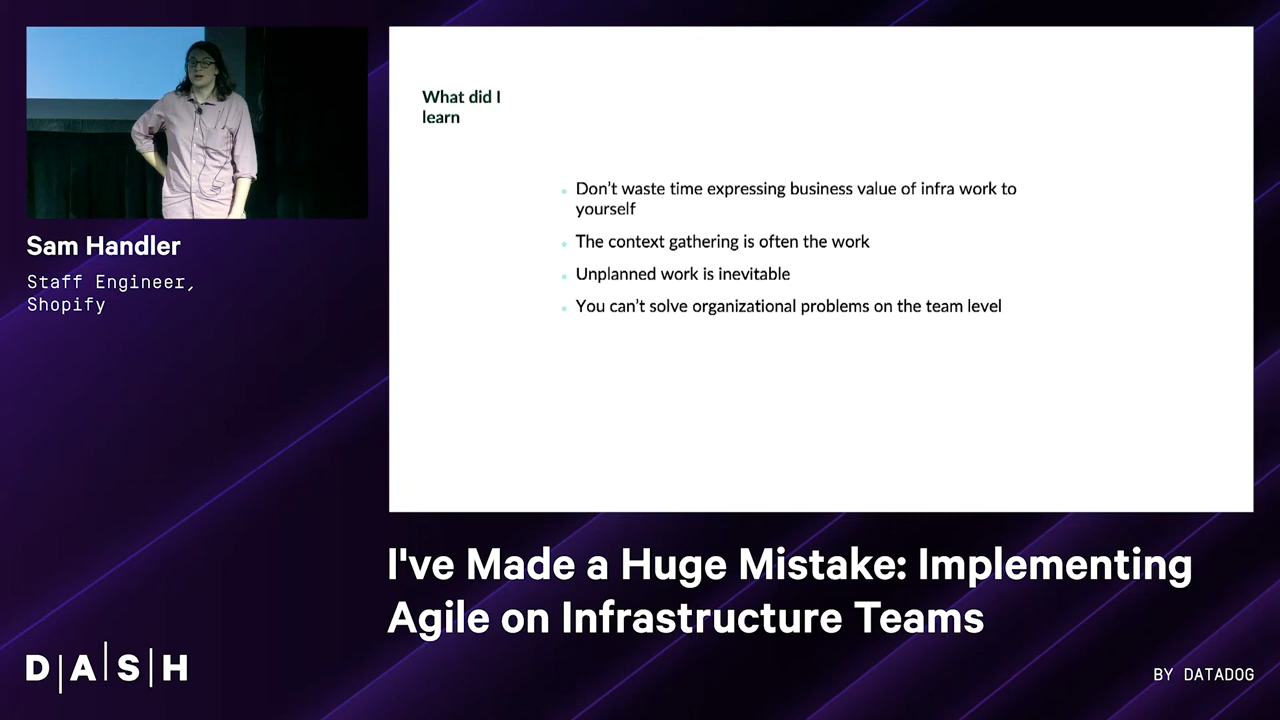 Sam Handler
Staff Engineer,
Shopify
What did I
learn
Don't waste time expressing business value of infra work to
yourself
The context gathering is often the work
Unplanned work is inevitable
You can't solve organizational problems on the team level
I've Made a Huge Mistake: Implementing
Agile on Infrastructure Teams
D|A|S|H
BY DATADOG